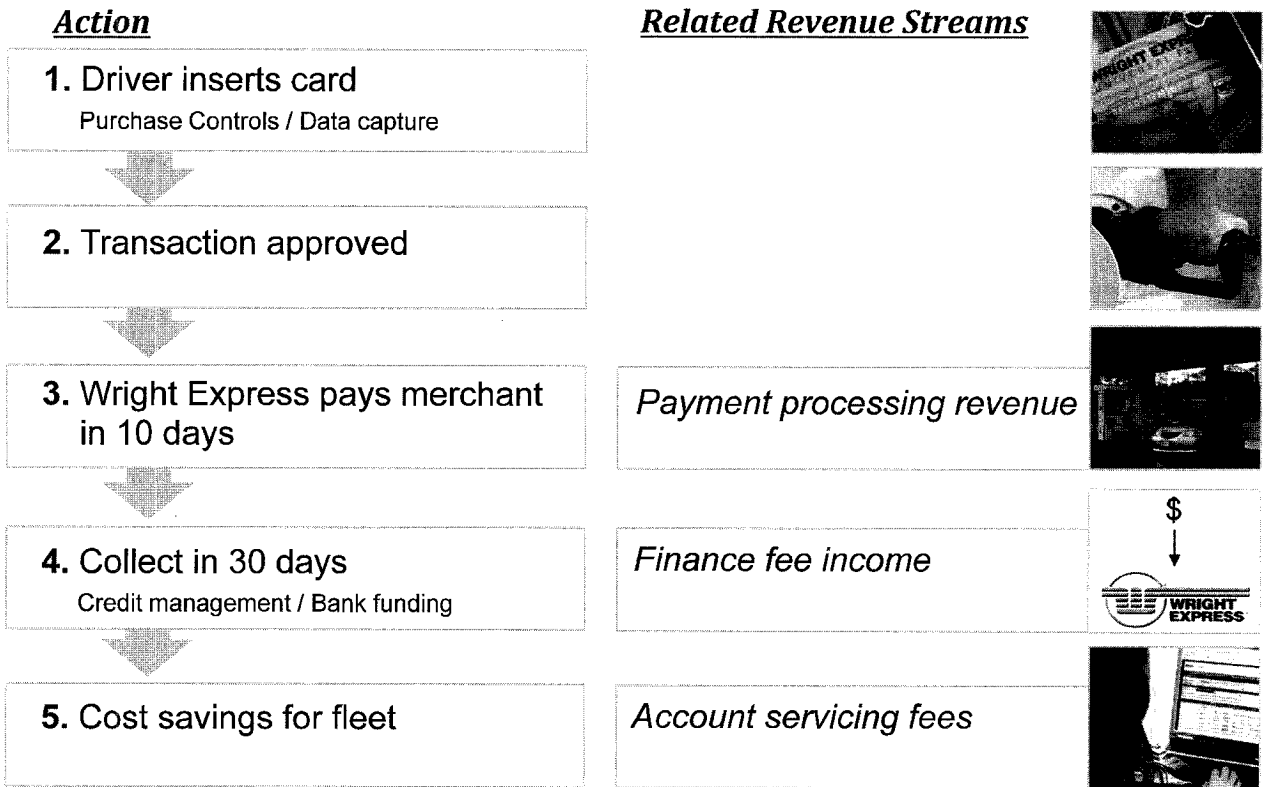 Action
Related Revenue Streams
1. Driver inserts card
Purchase Controls / Data capture
2. Transaction approved
3. Wright Express pays merchant
in 10 days
Payment processing revenue
4. Collect in 30 days
Credit management / Bank funding
Finance fee income
5. Cost savings for fleet
Account servicing fees
WRIGHT EXP
$
WRIGHT
EXPRESS